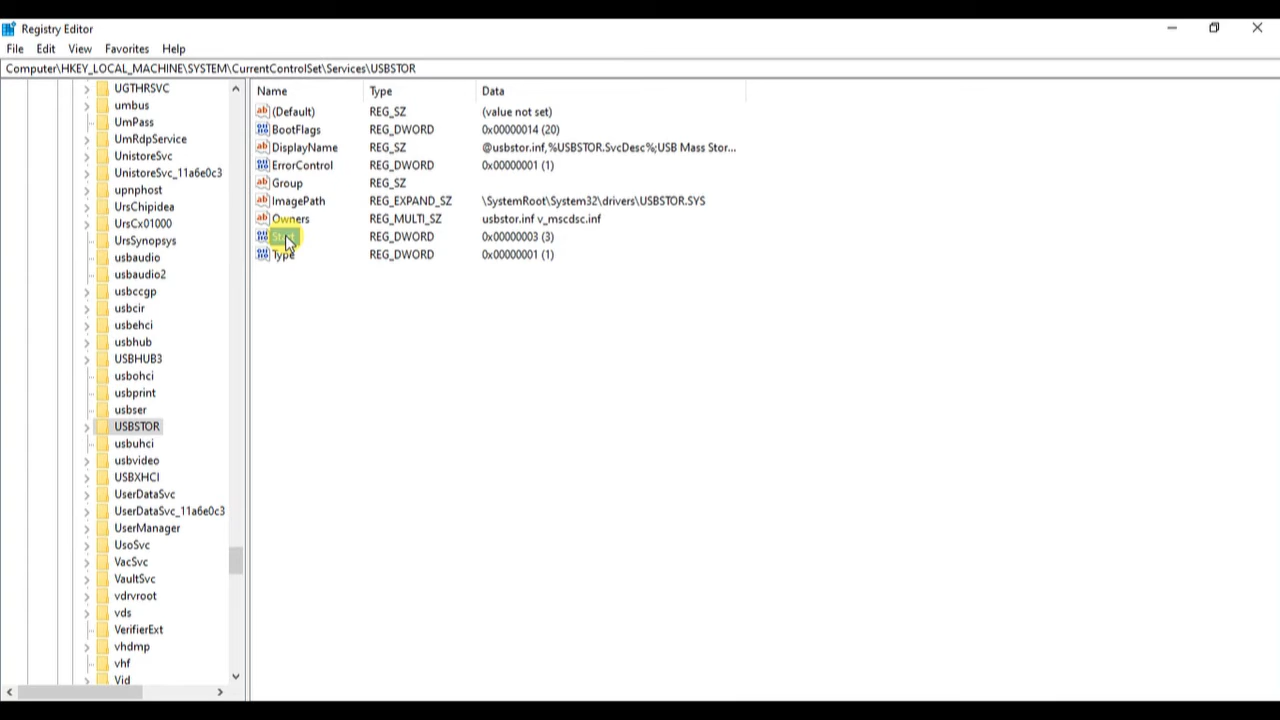 Registry Editor
File Edit View Favorites Help
Computer\HKEY_LOCAL_MACHINE\SYSTEM\CurrentControlSet\Services\USBSTOR
UGTHRSVC
umbus
UmPass
UmRdpService
UnistoreSvc
UnistoreSvc_11a6e0c3
upnphost
UrsChipidea
UrsCx01000
UrsSynopsys
usbaudio
usbaudio2
usbccgp
usbcir
usbehci
usbhub
USBHUB3
usbohci
usbprint
usbser
USBSTOR
usbuhci
usbvideo
USBXHCI
UserDataSvc
UserDataSvc_11a6e0c3
UserManager
UsoSvc
VacSvc
VaultSvc
vdrvroot
vds
VerifierExt
vhdmp
vhf
Vid
Name Type Data
(Default) REG_SZ (value not set)
BootFlags REG_DWORD 0x00000014 (20)
DisplayName REG_SZ @usbstor.inf,%USBSTOR.SvcDesc%;USB Mass Stor...
ErrorControl REG_DWORD 0x00000001 (1)
Group REG_SZ
ImagePath REG_EXPAND_SZ \SystemRoot\System32\drivers\USBSTOR.SYS
Owners REG_MULTI_SZ usbstor.inf v_mscdsc.inf
Start REG_DWORD 0x00000003 (3)
Type REG_DWORD 0x00000001 (1)